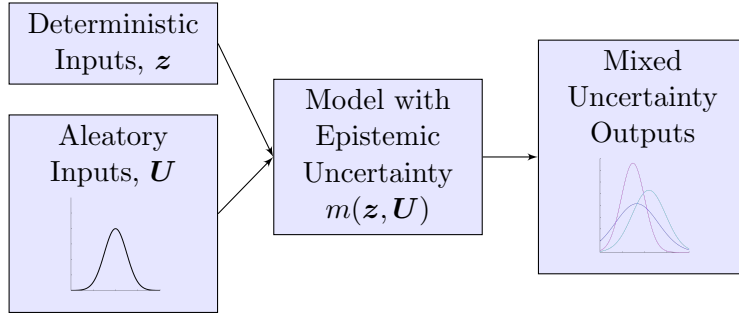 Deterministic
Inputs, z
Aleatory
Inputs, U
Model with
Epistemic
Uncertainty
m(z, U)
Mixed
Uncertainty
Outputs